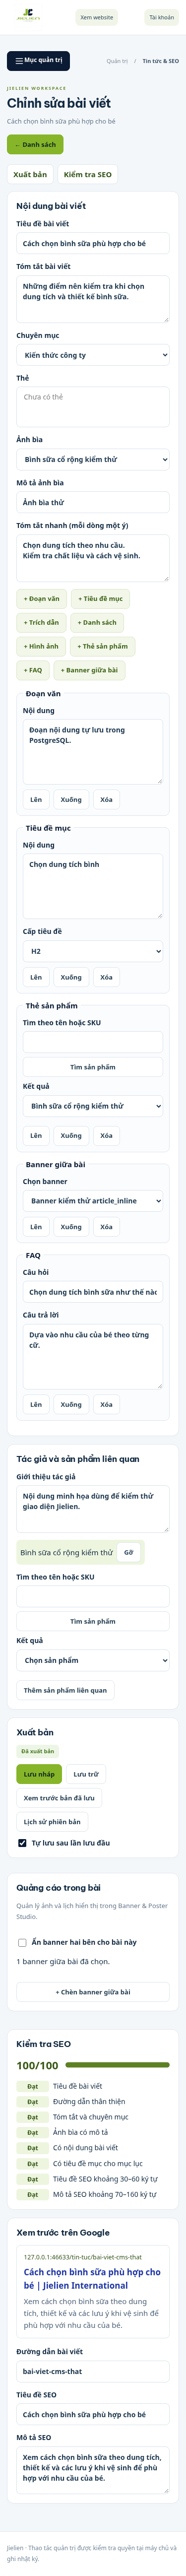 Xem website
Tài khoản
Mục quản trị
Quản trị / Tin tức & SEO
JIELIEN WORKSPACE
Chỉnh sửa bài viết
Cách chọn bình sữa phù hợp cho bé
← Danh sách
Xuất bản
Kiểm tra SEO
Nội dung bài viết
Tiêu đề bài viết
Cách chọn bình sữa phù hợp cho bé
Tóm tắt bài viết
Những điểm nên kiểm tra khi chọn
dung tích và thiết kế bình sữa.
Chuyên mục
Kiến thức công ty
Thẻ
Chưa có thẻ
Ảnh bìa
Bình sữa cổ rộng kiểm thử
Mô tả ảnh bìa
Ảnh bìa thử
Tóm tắt nhanh (mỗi dòng một ý)
Chọn dung tích theo nhu cầu.
Kiểm tra chất liệu và cách vệ sinh.
+ Đoạn văn
+ Tiêu đề mục
+ Trích dẫn
+ Danh sách
+ Hình ảnh
+ Thẻ sản phẩm
+ FAQ
+ Banner giữa bài
Đoạn văn
Nội dung
Đoạn nội dung tự lưu trong
PostgreSQL.
Lên
Xuống
Xóa
Tiêu đề mục
Nội dung
Chọn dung tích bình
Cấp tiêu đề
H2
Lên
Xuống
Xóa
Thẻ sản phẩm
Tìm theo tên hoặc SKU
Tìm sản phẩm
Kết quả
Bình sữa cổ rộng kiểm thử
Lên
Xuống
Xóa
Banner giữa bài
Chọn banner
Banner kiểm thử article_inline
Lên
Xuống
Xóa
FAQ
Câu hỏi
Chọn dung tích bình sữa như thế nào
Câu trả lời
Dựa vào nhu cầu của bé theo từng
cữ.
Lên
Xuống
Xóa
Tác giả và sản phẩm liên quan
Giới thiệu tác giả
Nội dung minh họa dùng để kiểm thử
giao diện Jielien.
Bình sữa cổ rộng kiểm thử
Gỡ
Tìm theo tên hoặc SKU
Tìm sản phẩm
Kết quả
Chọn sản phẩm
Thêm sản phẩm liên quan
Xuất bản
Đã xuất bản
Lưu nháp
Lưu trữ
Xem trước bản đã lưu
Lịch sử phiên bản
Tự lưu sau lần lưu đầu
Quảng cáo trong bài
Quản lý ảnh và lịch hiển thị trong Banner & Poster
Studio.
Ẩn banner hai bên cho bài này
1 banner giữa bài đã chọn.
+ Chèn banner giữa bài
Kiểm tra SEO
100/100
Đạt Tiêu đề bài viết
Đạt Đường dẫn thân thiện
Đạt Tóm tắt và chuyên mục
Đạt Ảnh bìa có mô tả
Đạt Có nội dung bài viết
Đạt Có tiêu đề mục cho mục lục
Đạt Tiêu đề SEO khoảng 30–60 ký tự
Đạt Mô tả SEO khoảng 70–160 ký tự
Xem trước trên Google
127.0.0.1:46633/tin-tuc/bai-viet-cms-that
Cách chọn bình sữa phù hợp cho
bé | Jielien International
Xem cách chọn bình sữa theo dung
tích, thiết kế và các lưu ý khi vệ sinh để
phù hợp với nhu cầu của bé.
Đường dẫn bài viết
bai-viet-cms-that
Tiêu đề SEO
Cách chọn bình sữa phù hợp cho bé
Mô tả SEO
Xem cách chọn bình sữa theo dung tích,
thiết kế và các lưu ý khi vệ sinh để phù
hợp với nhu cầu của bé.
Jielien · Thao tác quản trị được kiểm tra quyền tại máy chủ và
ghi nhật ký.